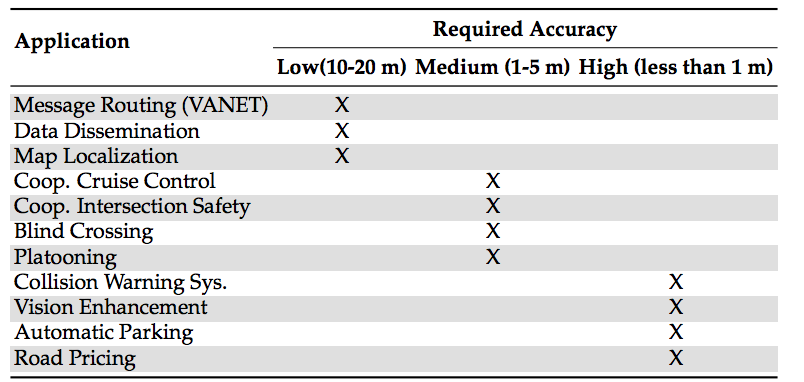 Application Required Accuracy
Low(10-20 m) Medium (1-5 m) High (less than 1 m)
Message Routing (VANET) X
Data Dissemination X
Map Localization X
Coop. Cruise Control X
Coop. Intersection Safety X
Blind Crossing X
Platooning X
Collision Warning Sys. X
Vision Enhancement X
Automatic Parking X
Road Pricing X